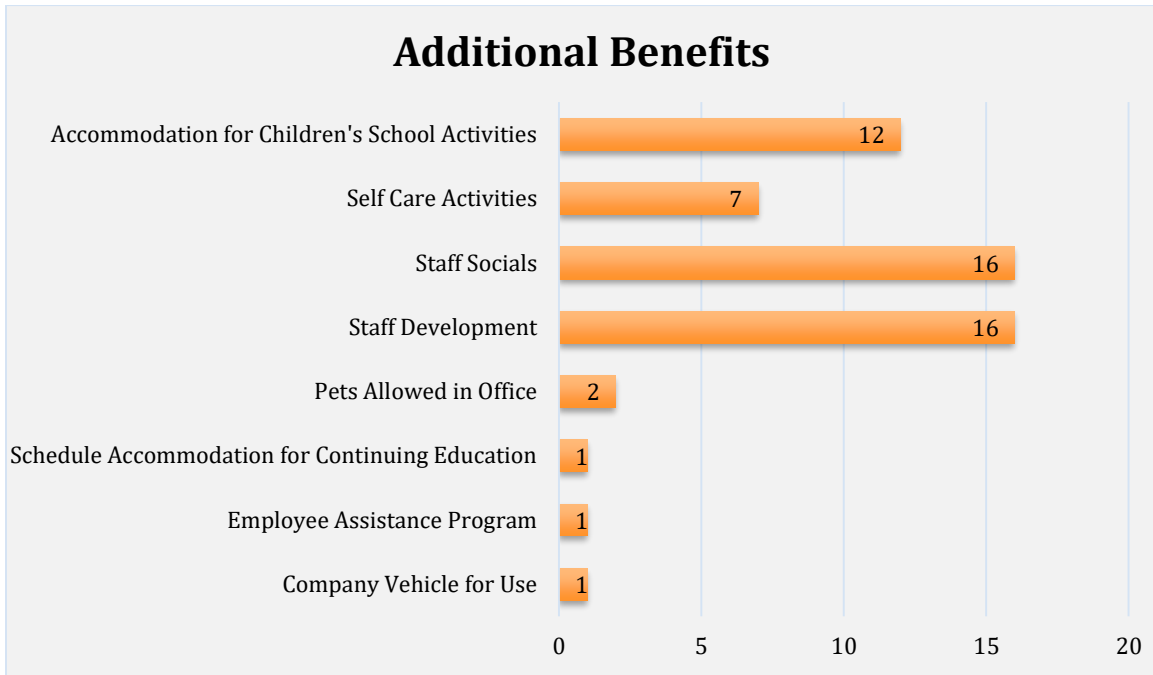 Additional Benefits
Accommodation for Children's School Activities 12
Self Care Activities 7
Staff Socials 16
Staff Development 16
Pets Allowed in Office 2
Schedule Accommodation for Continuing Education 1
Employee Assistance Program 1
Company Vehicle for Use 1
0 5 10 15 20